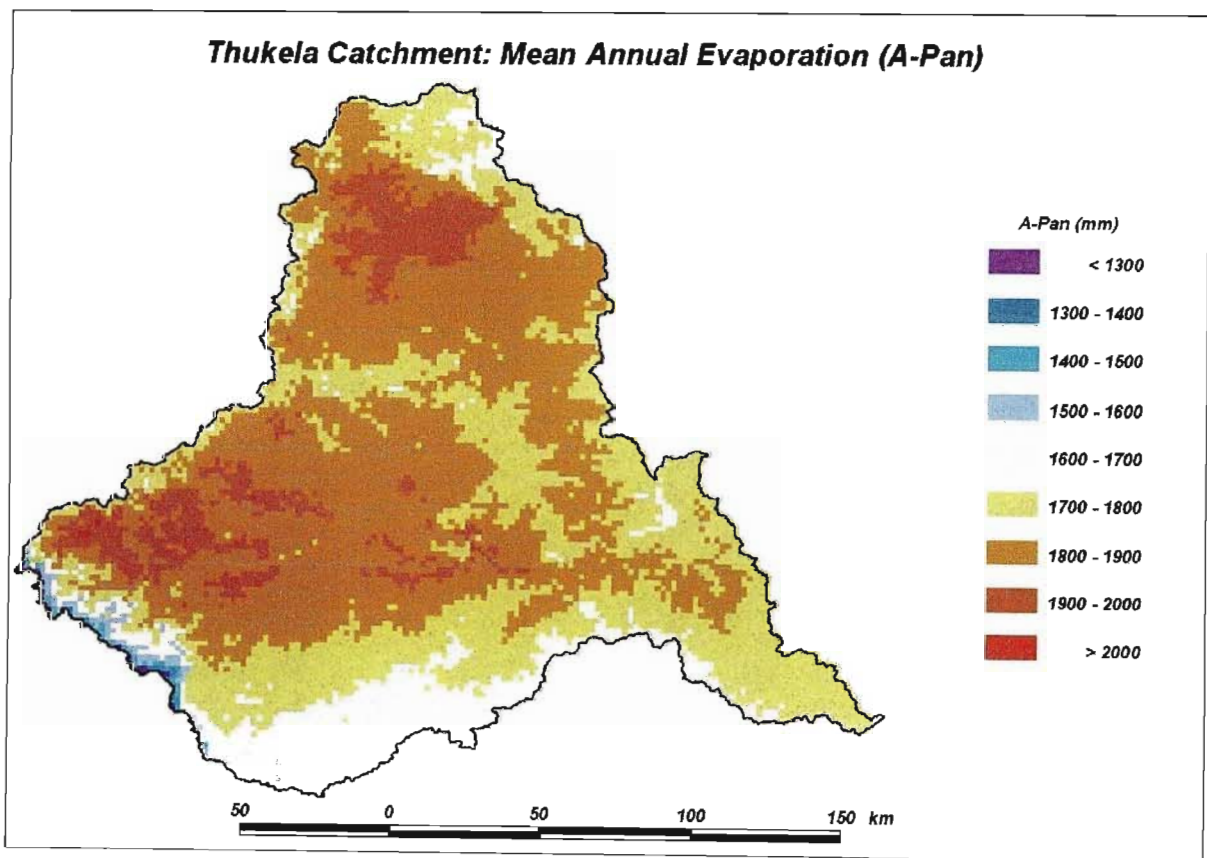 Thukela Catchment: Mean Annual Evaporation (A-Pan)
A-Pan (mm)
< 1300
1300 - 1400
1400 - 1500
1500 - 1600
1600 - 1700
1700 - 1800
1800 - 1900
1900 - 2000
> 2000
50 0 50 100 150 km